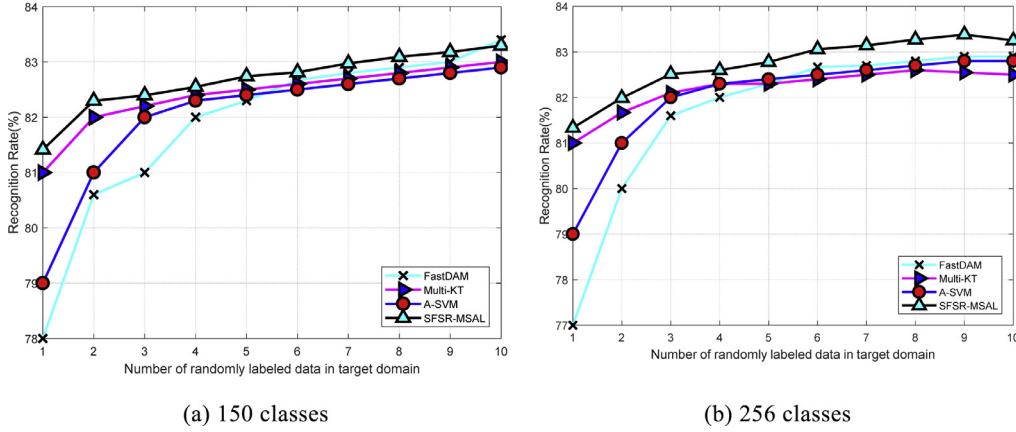 84
83
82
81
80
79
78
Recognition Rate(%)
1 2 3 4 5 6 7 8 9 10
Number of randomly labeled data in target domain
FastDAM
Multi-KT
A-SVM
SFSR-MSAL
(a) 150 classes
84
83
82
81
80
79
78
77
Recognition Rate(%)
1 2 3 4 5 6 7 8 9 10
Number of randomly labeled data in target domain
FastDAM
Multi-KT
A-SVM
SFSR-MSAL
(b) 256 classes